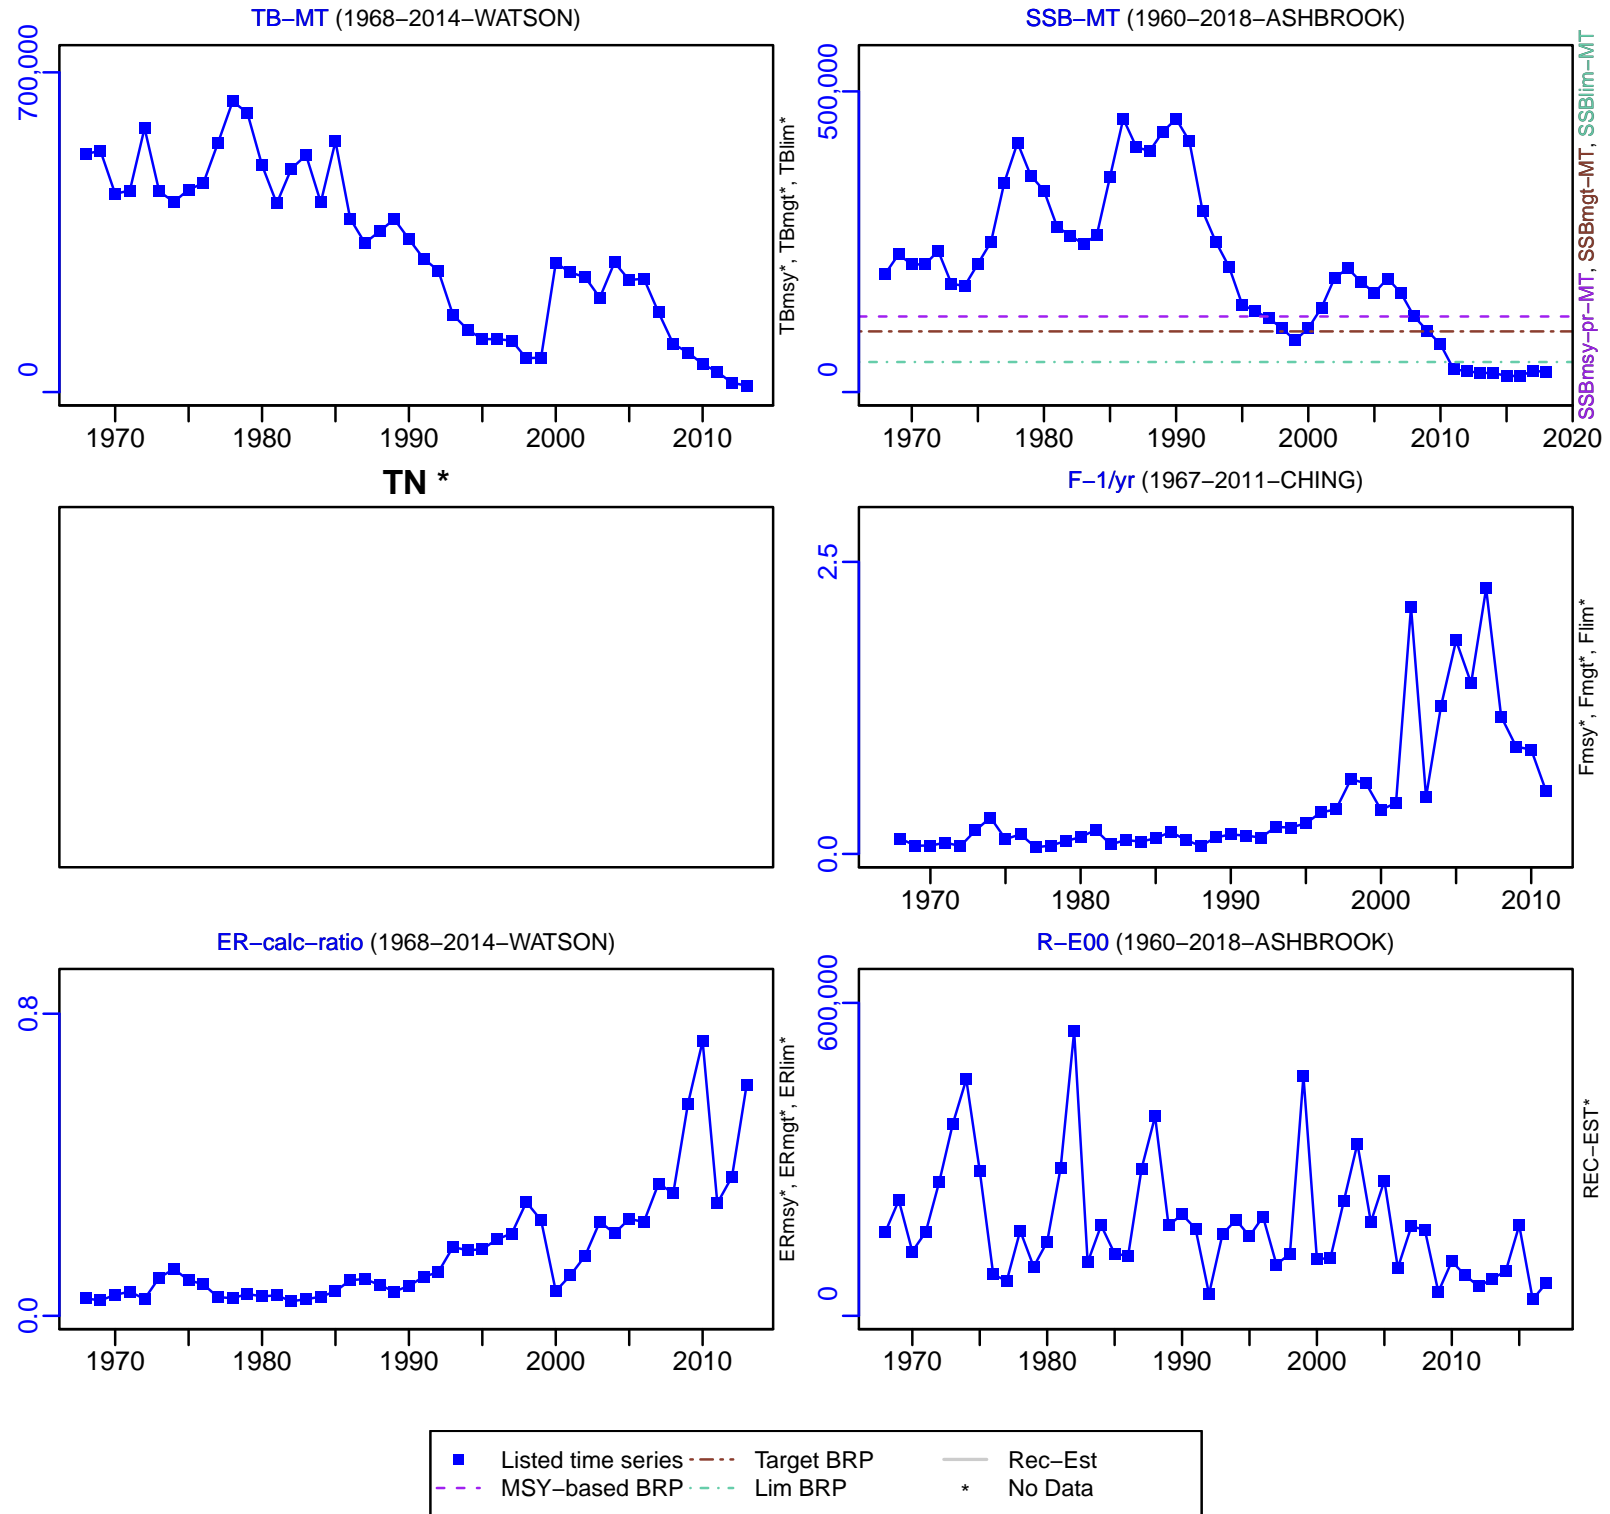 TB−MT (1968−2014−WATSON)
700,000
0
TBmsy*, TBmgt*, TBlim*
1970 1980 1990 2000 2010
SSB−MT (1960−2018−ASHBROOK)
500,000
0
SSBmsy−pr−MT, SSBmgt−MT, SSBlim−MT
1970 1980 1990 2000 2010 2020
TN *
F−1/yr (1967−2011−CHING)
2.5
0.0
Fmsy*, Fmgt*, Flim*
1970 1980 1990 2000 2010
ER−calc−ratio (1968−2014−WATSON)
0.8
0.0
ERmsy*, ERmgt*, ERlim*
1970 1980 1990 2000 2010
R−E00 (1960−2018−ASHBROOK)
600,000
0
REC−EST*
1970 1980 1990 2000 2010
Listed time series Target BRP Rec−Est
MSY−based BRP Lim BRP * No Data